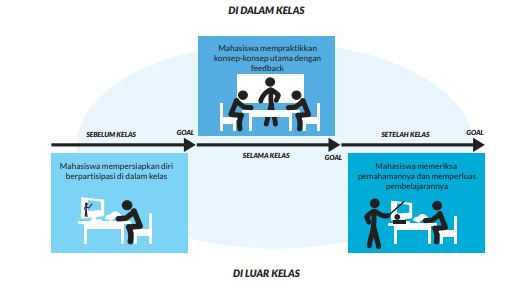 DI DALAM KELAS
Mahasiswa mempraktikkan
konsep-konsep utama dengan
feedback
SEBELUM KELAS
GOAL
SELAMA KELAS
GOAL
SETELAH KELAS
GOAL
Mahasiswa mempersiapkan diri
berpartisipasi di dalam kelas
Mahasiswa memeriksa
pemahamannya dan memperluas
pembelajarannya
DI LUAR KELAS